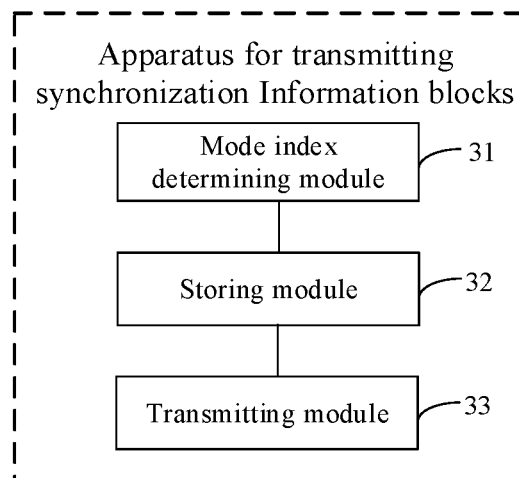 Apparatus for transmitting
synchronization Information blocks
Mode index
determining module
31
Storing module
32
Transmitting module
33